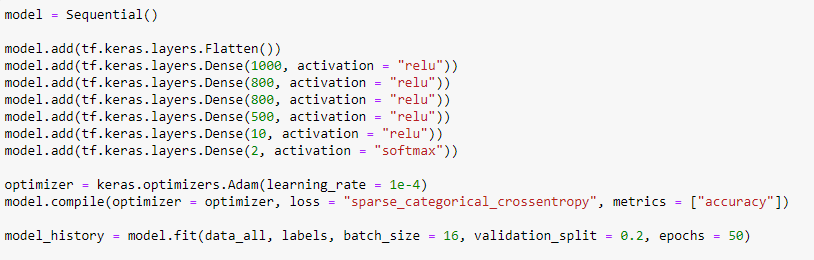 model = Sequential()
model.add(tf.keras.layers.Flatten())
model.add(tf.keras.layers.Dense(1000, activation = "relu"))
model.add(tf.keras.layers.Dense(800, activation = "relu"))
model.add(tf.keras.layers.Dense(800, activation = "relu"))
model.add(tf.keras.layers.Dense(500, activation = "relu"))
model.add(tf.keras.layers.Dense(10, activation = "relu"))
model.add(tf.keras.layers.Dense(2, activation = "softmax"))
optimizer = keras.optimizers.Adam(learning_rate = 1e-4)
model.compile(optimizer = optimizer, loss = "sparse_categorical_crossentropy", metrics = ["accuracy"])
model_history = model.fit(data_all, labels, batch_size = 16, validation_split = 0.2, epochs = 50)